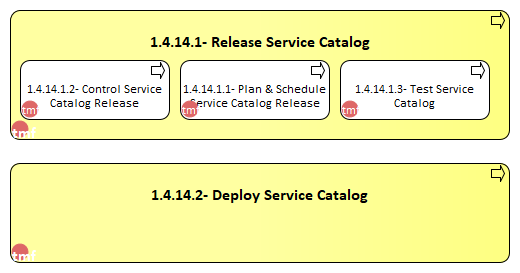 1.4.14.1- Release Service Catalog
1.4.14.1.2- Control Service
Catalog Release
tmf
1.4.14.1.1- Plan & Schedule
Service Catalog Release
tmf
1.4.14.1.3- Test Service
Catalog
tmf
tmf
1.4.14.2- Deploy Service Catalog
tmf